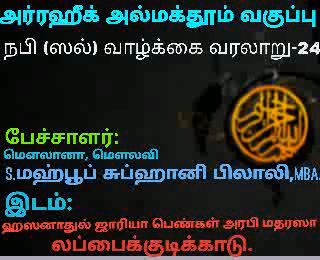 அர்ரஹீக் அல்மக்தூம் வகுப்பு
நபி (ஸல்) வாழ்க்கை வரலாறு-24
பேச்சாளர்:
மௌலானா, மௌலவி
S.மஹ்பூப் சுப்ஹானி பிலாலி,MBA.
இடம்:
ஹஸனாதுல் ஜாரியா பெண்கள் அரபி மதரஸா
லப்பைக்குடிக்காடு.